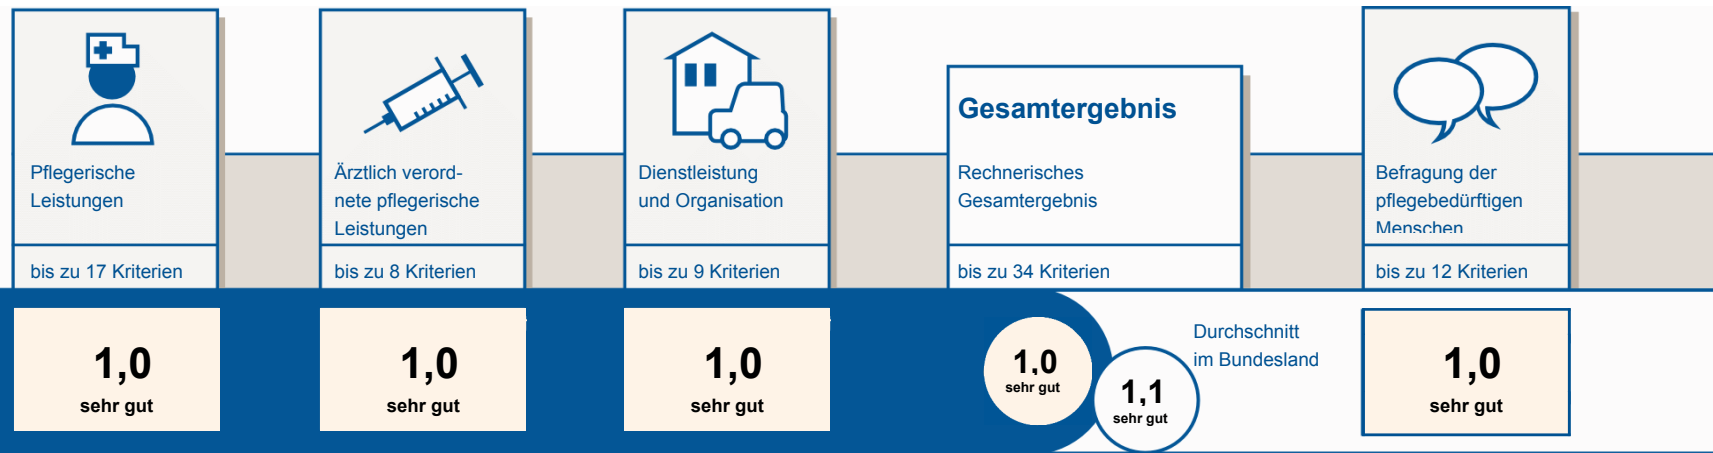 Pflegerische
Leistungen
bis zu 17 Kriterien
1,0
sehr gut
Ärztlich verord-
nete pflegerische
Leistungen
bis zu 8 Kriterien
1,0
sehr gut
Dienstleistung
und Organisation
bis zu 9 Kriterien
1,0
sehr gut
Gesamtergebnis
Rechnerisches
Gesamtergebnis
bis zu 34 Kriterien
1,0
sehr gut
Durchschnitt
im Bundesland
1,1
sehr gut
Befragung der
pflegebedürftigen
Menschen
bis zu 12 Kriterien
1,0
sehr gut